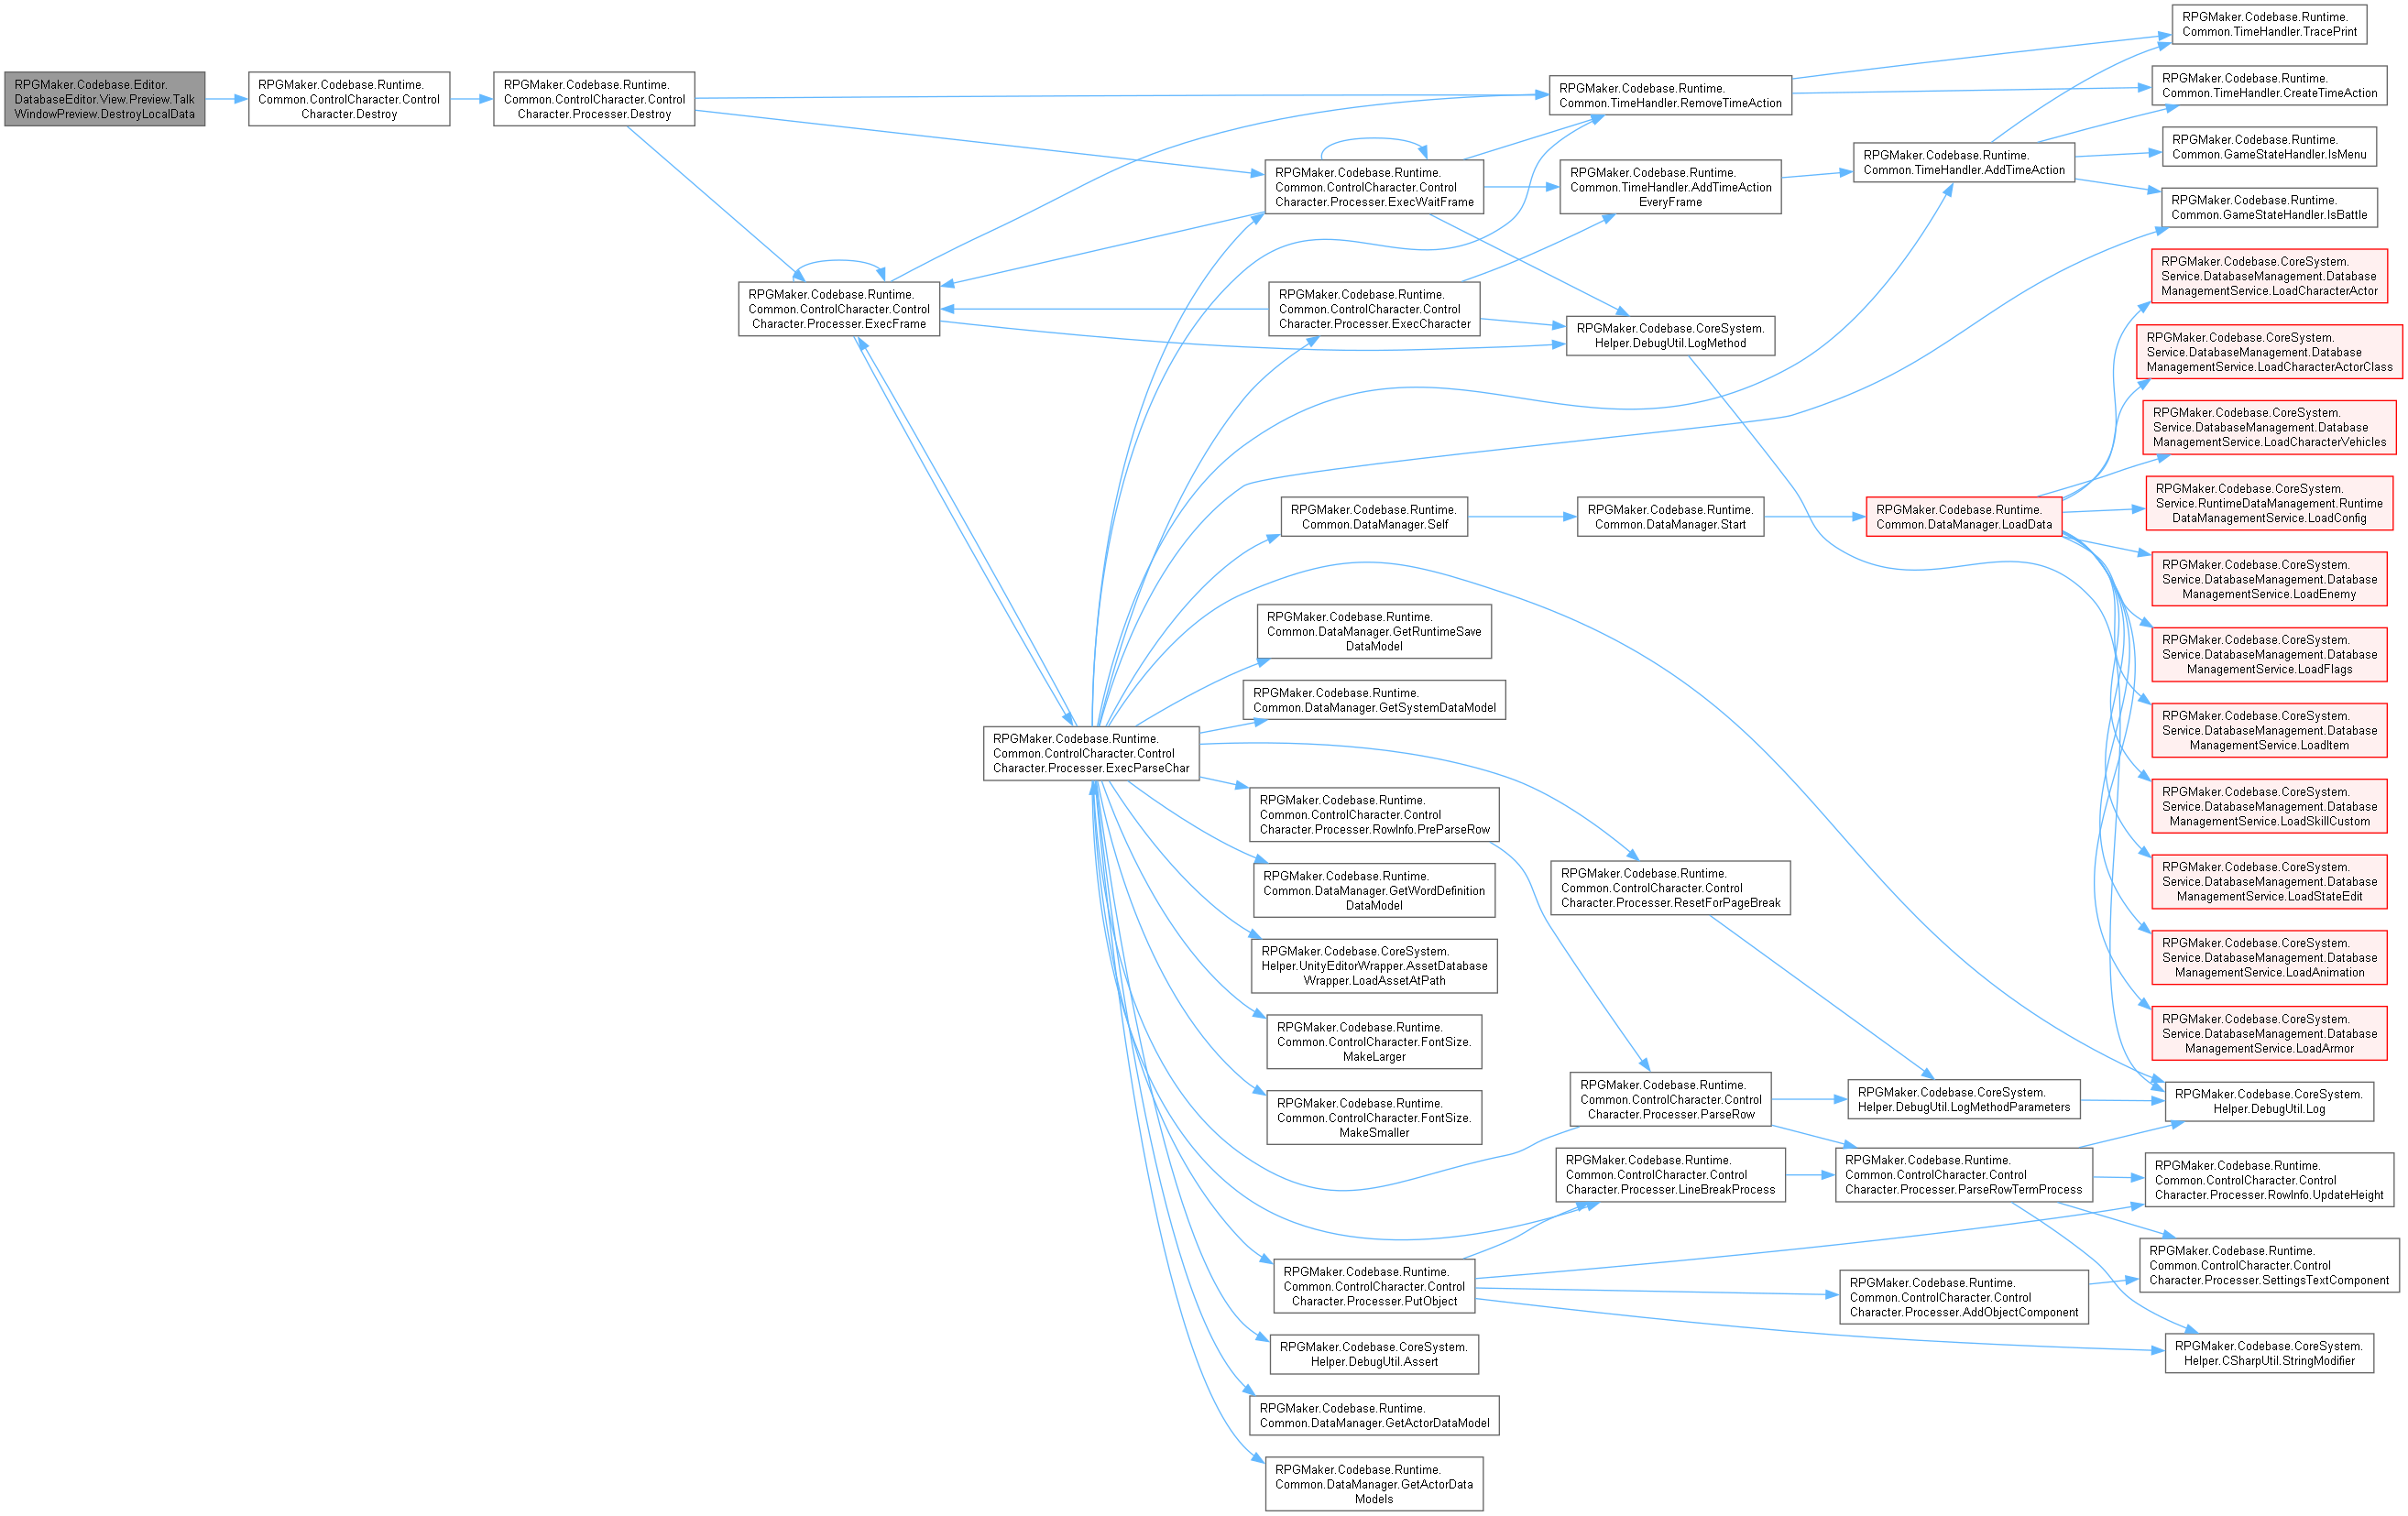 RPGMaker.Codebase.Editor.
DatabaseEditor.View.Preview.Talk
WindowPreview.DestroyLocalData
RPGMaker.Codebase.Runtime.
Common.ControlCharacter.Control
Character.Destroy
RPGMaker.Codebase.Runtime.
Common.ControlCharacter.Control
Character.Processer.Destroy
RPGMaker.Codebase.Runtime.
Common.ControlCharacter.Control
Character.Processer.ExecFrame
RPGMaker.Codebase.Runtime.
Common.ControlCharacter.Control
Character.Processer.ExecParseChar
RPGMaker.Codebase.Runtime.
Common.ControlCharacter.Control
Character.Processer.ExecWaitFrame
RPGMaker.Codebase.Runtime.
Common.ControlCharacter.Control
Character.Processer.ExecCharacter
RPGMaker.Codebase.Runtime.
Common.DataManager.Self
RPGMaker.Codebase.Runtime.
Common.DataManager.GetRuntimeSave
DataModel
RPGMaker.Codebase.Runtime.
Common.DataManager.GetSystemDataModel
RPGMaker.Codebase.Runtime.
Common.ControlCharacter.Control
Character.Processer.RowInfo.PreParseRow
RPGMaker.Codebase.Runtime.
Common.DataManager.GetWordDefinition
DataModel
RPGMaker.Codebase.CoreSystem.
Helper.UnityEditorWrapper.AssetDatabase
Wrapper.LoadAssetAtPath
RPGMaker.Codebase.Runtime.
Common.ControlCharacter.FontSize.
MakeLarger
RPGMaker.Codebase.Runtime.
Common.ControlCharacter.FontSize.
MakeSmaller
RPGMaker.Codebase.Runtime.
Common.ControlCharacter.Control
Character.Processer.PutObject
RPGMaker.Codebase.CoreSystem.
Helper.DebugUtil.Assert
RPGMaker.Codebase.Runtime.
Common.DataManager.GetActorDataModel
RPGMaker.Codebase.Runtime.
Common.DataManager.GetActorData
Models
RPGMaker.Codebase.Runtime.
Common.TimeHandler.RemoveTimeAction
RPGMaker.Codebase.Runtime.
Common.TimeHandler.AddTimeAction
EveryFrame
RPGMaker.Codebase.CoreSystem.
Helper.DebugUtil.LogMethod
RPGMaker.Codebase.Runtime.
Common.DataManager.Start
RPGMaker.Codebase.Runtime.
Common.ControlCharacter.Control
Character.Processer.ResetForPageBreak
RPGMaker.Codebase.Runtime.
Common.ControlCharacter.Control
Character.Processer.ParseRow
RPGMaker.Codebase.Runtime.
Common.ControlCharacter.Control
Character.Processer.LineBreakProcess
RPGMaker.Codebase.Runtime.
Common.TimeHandler.AddTimeAction
RPGMaker.Codebase.Runtime.
Common.DataManager.LoadData
RPGMaker.Codebase.CoreSystem.
Helper.DebugUtil.LogMethodParameters
RPGMaker.Codebase.Runtime.
Common.ControlCharacter.Control
Character.Processer.ParseRowTermProcess
RPGMaker.Codebase.Runtime.
Common.ControlCharacter.Control
Character.Processer.AddObjectComponent
RPGMaker.Codebase.Runtime.
Common.TimeHandler.TracePrint
RPGMaker.Codebase.Runtime.
Common.TimeHandler.CreateTimeAction
RPGMaker.Codebase.Runtime.
Common.GameStateHandler.IsMenu
RPGMaker.Codebase.Runtime.
Common.GameStateHandler.IsBattle
RPGMaker.Codebase.CoreSystem.
Service.DatabaseManagement.Database
ManagementService.LoadCharacterActor
RPGMaker.Codebase.CoreSystem.
Service.DatabaseManagement.Database
ManagementService.LoadCharacterActorClass
RPGMaker.Codebase.CoreSystem.
Service.DatabaseManagement.Database
ManagementService.LoadCharacterVehicles
RPGMaker.Codebase.CoreSystem.
Service.RuntimeDataManagement.Runtime
DataManagementService.LoadConfig
RPGMaker.Codebase.CoreSystem.
Service.DatabaseManagement.Database
ManagementService.LoadEnemy
RPGMaker.Codebase.CoreSystem.
Service.DatabaseManagement.Database
ManagementService.LoadFlags
RPGMaker.Codebase.CoreSystem.
Service.DatabaseManagement.Database
ManagementService.LoadItem
RPGMaker.Codebase.CoreSystem.
Service.DatabaseManagement.Database
ManagementService.LoadSkillCustom
RPGMaker.Codebase.CoreSystem.
Service.DatabaseManagement.Database
ManagementService.LoadStateEdit
RPGMaker.Codebase.CoreSystem.
Service.DatabaseManagement.Database
ManagementService.LoadAnimation
RPGMaker.Codebase.CoreSystem.
Service.DatabaseManagement.Database
ManagementService.LoadArmor
RPGMaker.Codebase.CoreSystem.
Helper.DebugUtil.Log
RPGMaker.Codebase.Runtime.
Common.ControlCharacter.Control
Character.Processer.RowInfo.UpdateHeight
RPGMaker.Codebase.Runtime.
Common.ControlCharacter.Control
Character.Processer.SettingsTextComponent
RPGMaker.Codebase.CoreSystem.
Helper.CSharpUtil.StringModifier